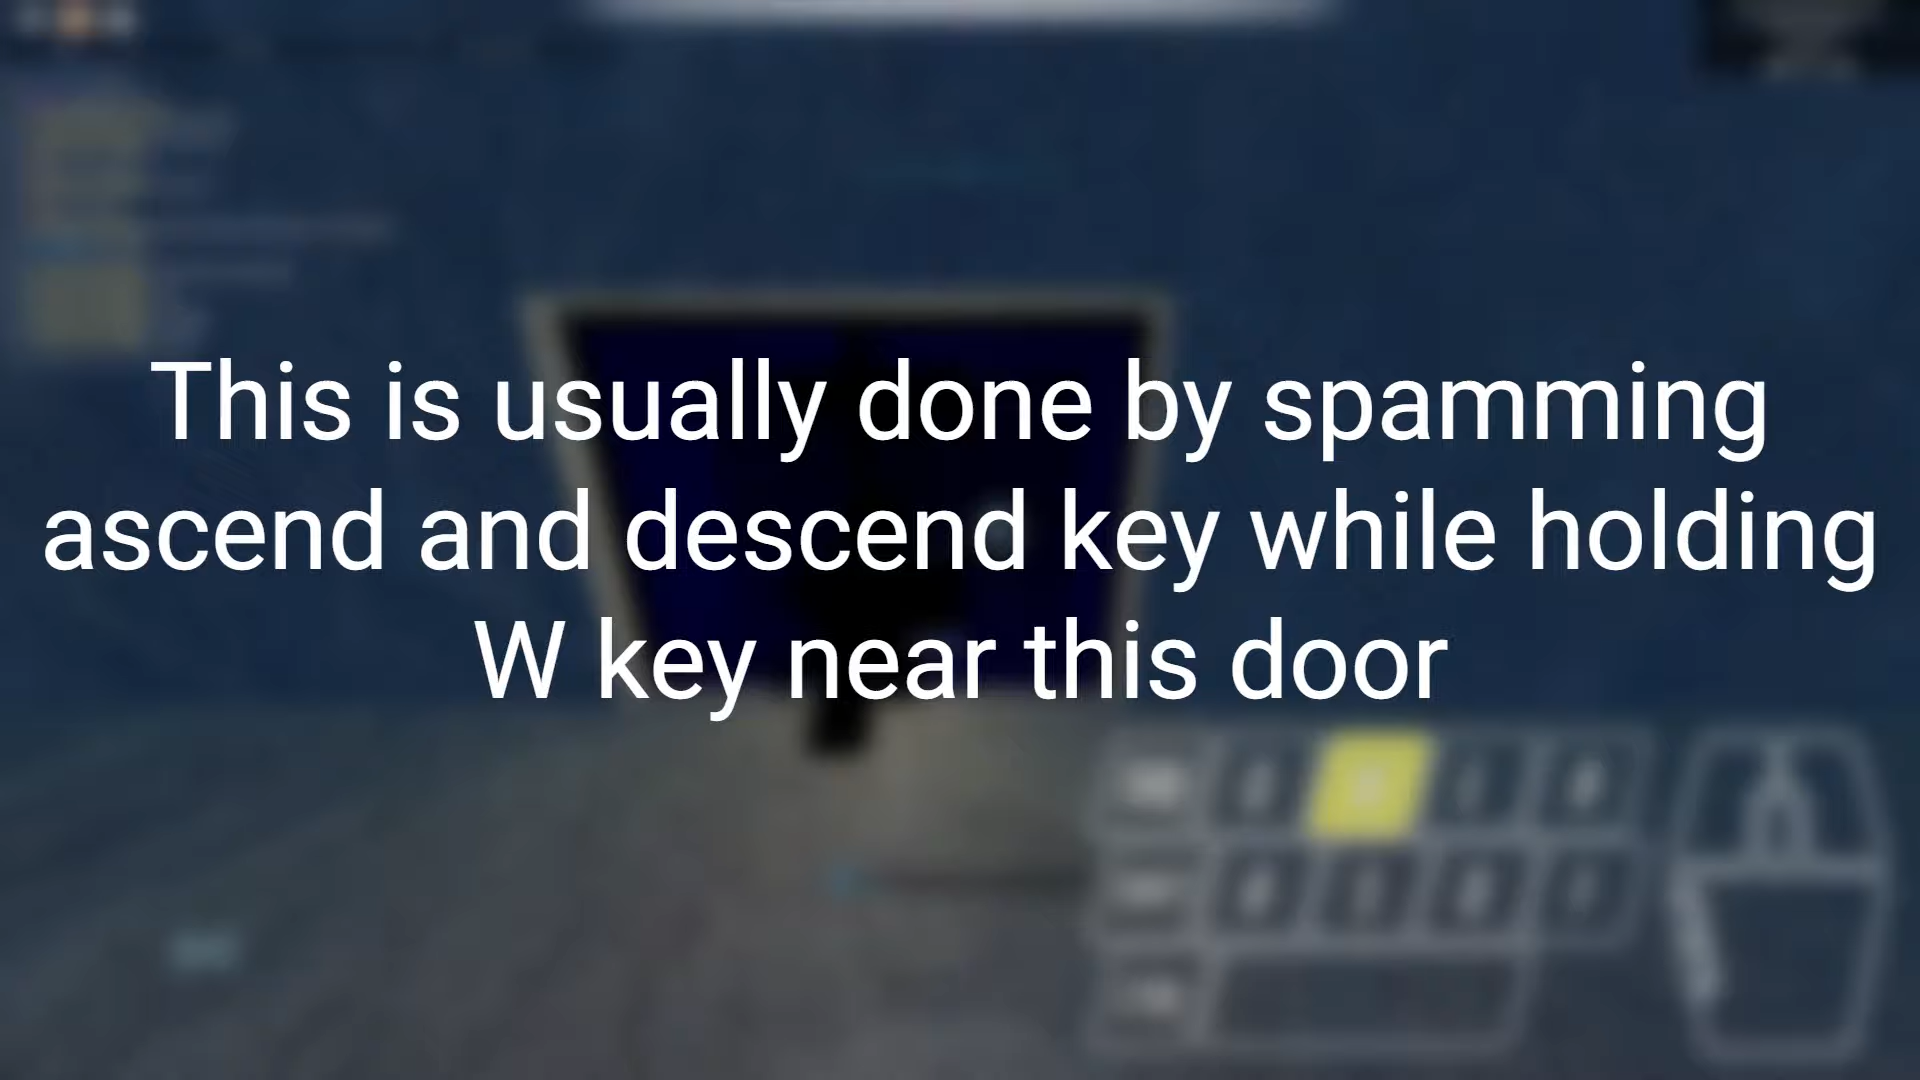 This is usually done by spamming
ascend and descend key while holding
W key near this door